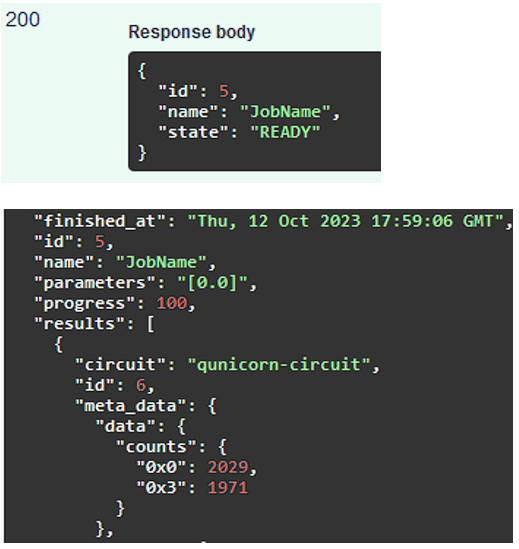 200
Response body
{
"id": 5,
"name": "JobName",
"state": "READY"
}
"finished_at": "Thu, 12 Oct 2023 17:59:06 GMT",
"id": 5,
"name": "JobName",
"parameters": "[0.0]",
"progress": 100,
"results": [
{
"circuit": "qunicorn-circuit",
"id": 6,
"meta_data": {
"data": {
"counts": {
"0x0": 2029,
"0x3": 1971
}
},